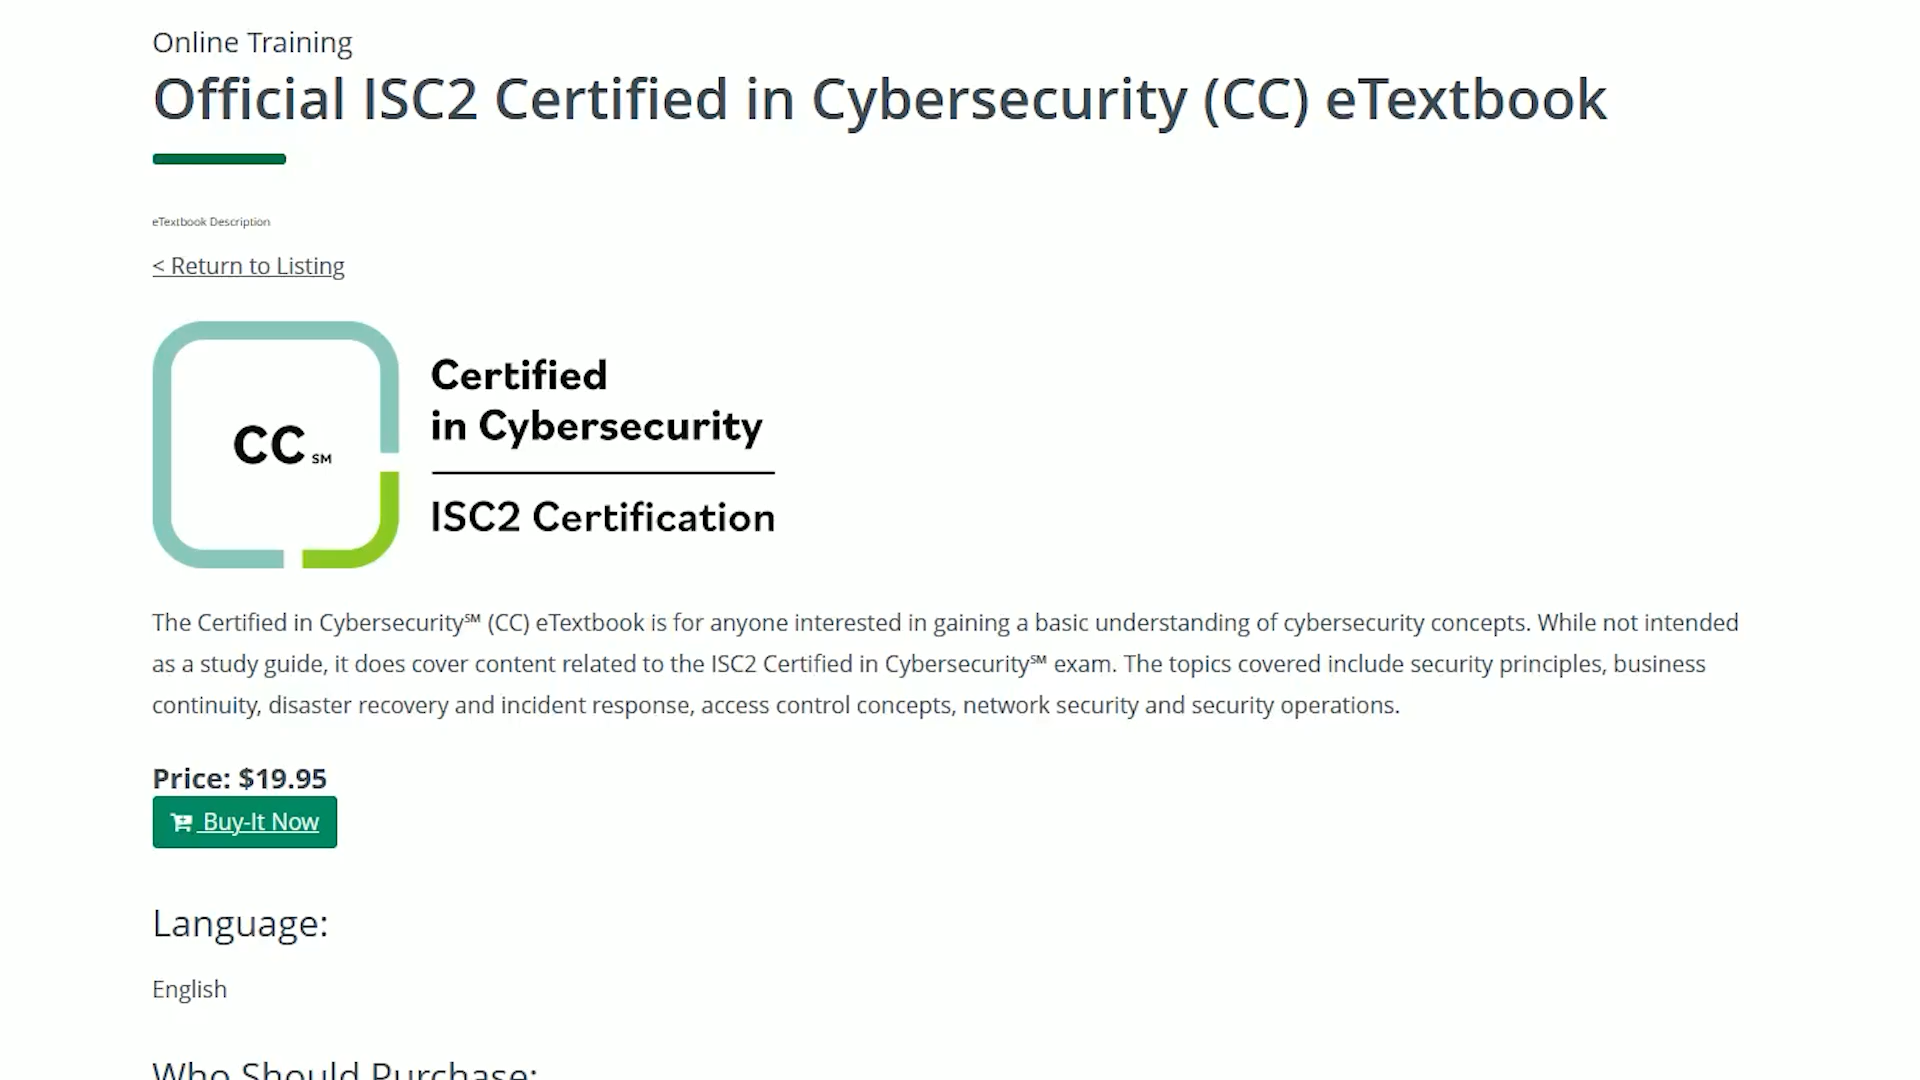 Online Training
Official ISC2 Certified in Cybersecurity (CC) eTextbook
eTextbook Description
< Return to Listing
CC SM
Certified
in Cybersecurity
ISC2 Certification
The Certified in Cybersecurity℠ (CC) eTextbook is for anyone interested in gaining a basic understanding of cybersecurity concepts. While not intended
as a study guide, it does cover content related to the ISC2 Certified in Cybersecurity℠ exam. The topics covered include security principles, business
continuity, disaster recovery and incident response, access control concepts, network security and security operations.
Price: $19.95
Buy-It Now
Language:
English
Who Should Purchase: